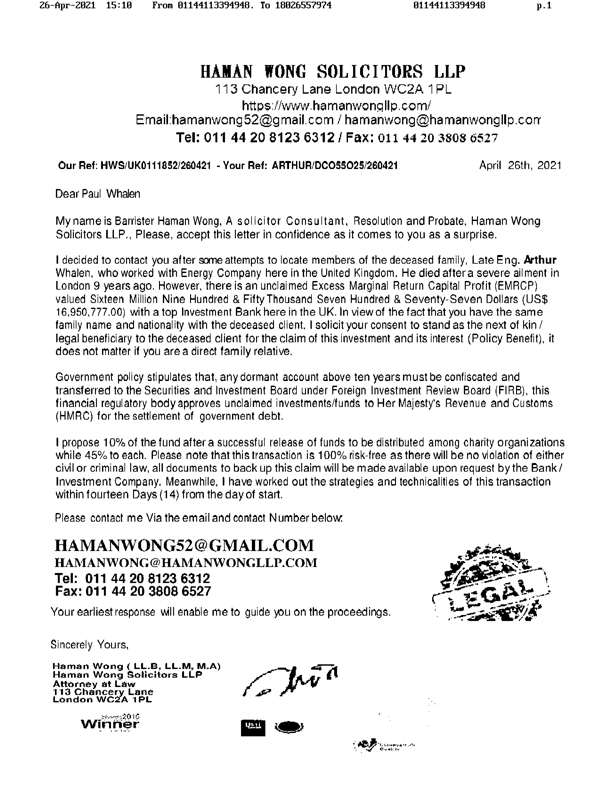 26-Apr-2021 15:10 From 01144113394948. To 18026557974 01144113394948 p.1
HAMAN WONG SOLICITORS LLP
113 Chancery Lane London WC2A 1PL
https://www.hamanwongllp.com/
Email:hamanwong52@gmail.com / hamanwong@hamanwongllp.com
Tel: 011 44 20 8123 6312 / Fax: 011 44 20 3808 6527
Our Ref: HWS/UK0111852/260421 - Your Ref: ARTHUR/DCO55O25/260421 April 26th, 2021
Dear Paul Whalen
My name is Barrister Haman Wong, A solicitor Consultant, Resolution and Probate, Haman Wong
Solicitors LLP., Please, accept this letter in confidence as it comes to you as a surprise.
I decided to contact you after some attempts to locate members of the deceased family, Late Eng. Arthur
Whalen, who worked with Energy Company here in the United Kingdom. He died after a severe ailment in
London 9 years ago. However, there is an unclaimed Excess Marginal Return Capital Profit (EMRCP)
valued Sixteen Million Nine Hundred & Fifty Thousand Seven Hundred & Seventy-Seven Dollars (US$
16,950,777.00) with a top Investment Bank here in the UK. In view of the fact that you have the same
family name and nationality with the deceased client, I solicit your consent to stand as the next of kin /
legal beneficiary to the deceased client for the claim of this investment and its interest (Policy Benefit), it
does not matter if you are a direct family relative.
Government policy stipulates that, any dormant account above ten years must be confiscated and
transferred to the Securities and Investment Board under Foreign Investment Review Board (FIRB), this
financial regulatory body approves unclaimed investments/funds to Her Majesty's Revenue and Customs
(HMRC) for the settlement of government debt.
I propose 10% of the fund after a successful release of funds to be distributed among charity organizations
while 45% to each. Please note that this transaction is 100% risk-free as there will be no violation of either
civil or criminal law, all documents to back up this claim will be made available upon request by the Bank /
Investment Company. Meanwhile, I have worked out the strategies and technicalities of this transaction
within fourteen Days (14) from the day of start.
Please contact me Via the email and contact Number below:
HAMANWONG52@GMAIL.COM
HAMANWONG@HAMANWONGLLP.COM
Tel: 011 44 20 8123 6312
Fax: 011 44 20 3808 6527
LEGAL
Your earliest response will enable me to guide you on the proceedings.
Sincerely Yours,
Haman Wong ( LL.B, LL.M, M.A)
Haman Wong Solicitors LLP
Attorney at Law
113 Chancery Lane
London WC2A 1PL
2016
Winner